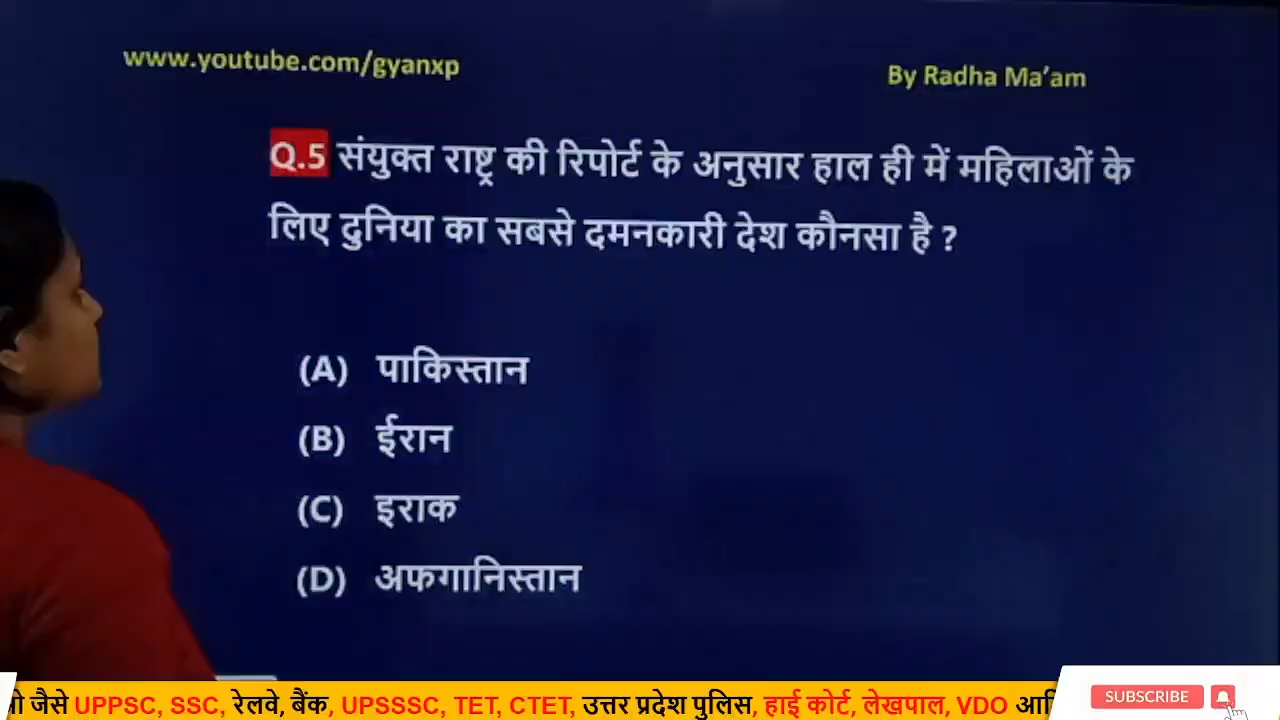 www.youtube.com/gyanxp
By Radha Ma'am
Q.5 संयुक्त राष्ट्र की रिपोर्ट के अनुसार हाल ही में महिलाओं के
लिए दुनिया का सबसे दमनकारी देश कौनसा है ?
(A) पाकिस्तान
(B) ईरान
(C) इराक
(D) अफगानिस्तान
जैसे UPPSC, SSC, रेलवे, बैंक, UPSSSC, TET, CTET, उत्तर प्रदेश पुलिस, हाई कोर्ट, लेखपाल, VDO
SUBSCRIBE